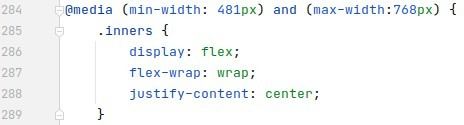 284 @media (min-width: 481px) and (max-width:768px) {
285 .inners {
286 display: flex;
287 flex-wrap: wrap;
288 justify-content: center;
289 }